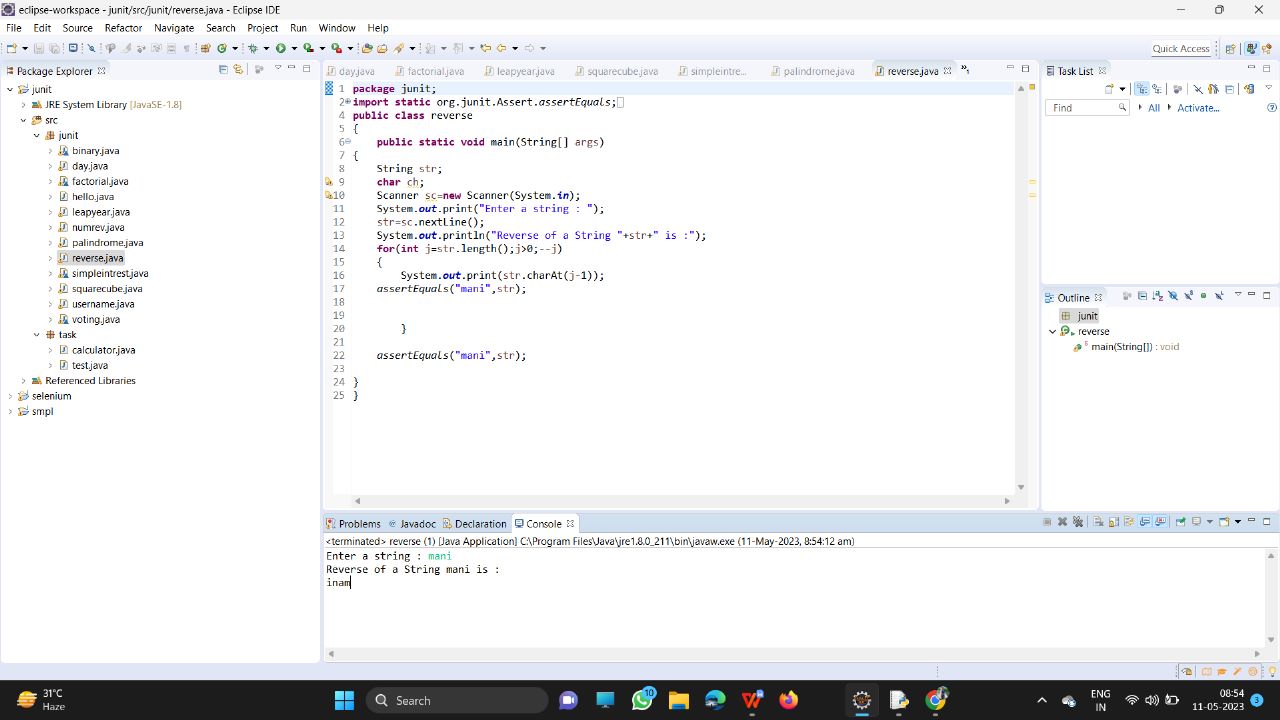 eclipse-workspace - junit/src/junit/reverse.java - Eclipse IDE
File Edit Source Refactor Navigate Search Project Run Window Help
Quick Access
Package Explorer
junit
JRE System Library [JavaSE-1.8]
src
junit
binary.java
day.java
factorial.java
hello.java
leapyear.java
numrev.java
palindrome.java
reverse.java
simpleintrest.java
squarecube.java
username.java
voting.java
task
calculator.java
test.java
Referenced Libraries
selenium
smpl
day.java factorial.java leapyear.java squarecube.java simpleintre... palindrome.java reverse.java
1 package junit;
2 import static org.junit.Assert.assertEquals;
4 public class reverse
5 {
6 public static void main(String[] args)
7 {
8 String str;
9 char ch;
10 Scanner sc=new Scanner(System.in);
11 System.out.print("Enter a string : ");
12 str=sc.nextLine();
13 System.out.println("Reverse of a String "+str+" is :");
14 for(int j=str.length();j>0;--j)
15 {
16 System.out.print(str.charAt(j-1));
17 assertEquals("mani",str);
18
19
20 }
21
22 assertEquals("mani",str);
23
24 }
25 }
Task List
Find All Activate...
Outline
junit
reverse
main(String[]) : void
Problems Javadoc Declaration Console
<terminated> reverse (1) [Java Application] C:\Program Files\Java\jre1.8.0_211\bin\javaw.exe (11-May-2023, 8:54:12 am)
Enter a string : mani
Reverse of a String mani is :
inam
31°C
Haze
Search
10
ENG
IN
08:54
11-05-2023
3